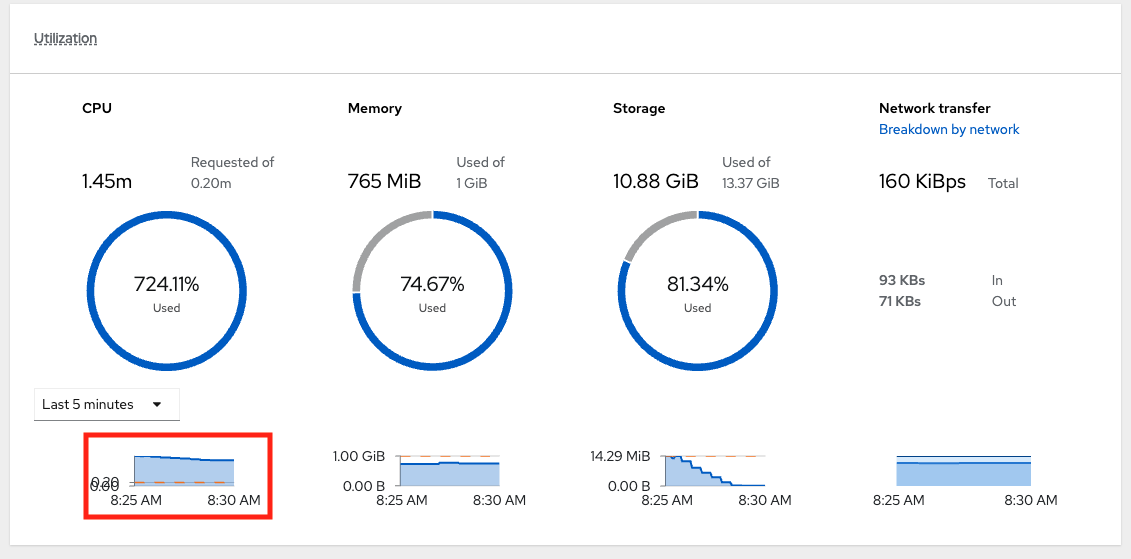 Utilization
CPU
1.45m
Requested of
0.20m
724.11%
Used
Memory
765 MiB
Used of
1 GiB
74.67%
Used
Storage
10.88 GiB
Used of
13.37 GiB
81.34%
Used
Network transfer
Breakdown by network
160 KiBps Total
93 KBs In
71 KBs Out
Last 5 minutes
0.20
0.00
8:25 AM 8:30 AM
1.00 GiB
0.00 B
8:25 AM 8:30 AM
14.29 MiB
0.00 B
8:25 AM 8:30 AM
8:25 AM 8:30 AM